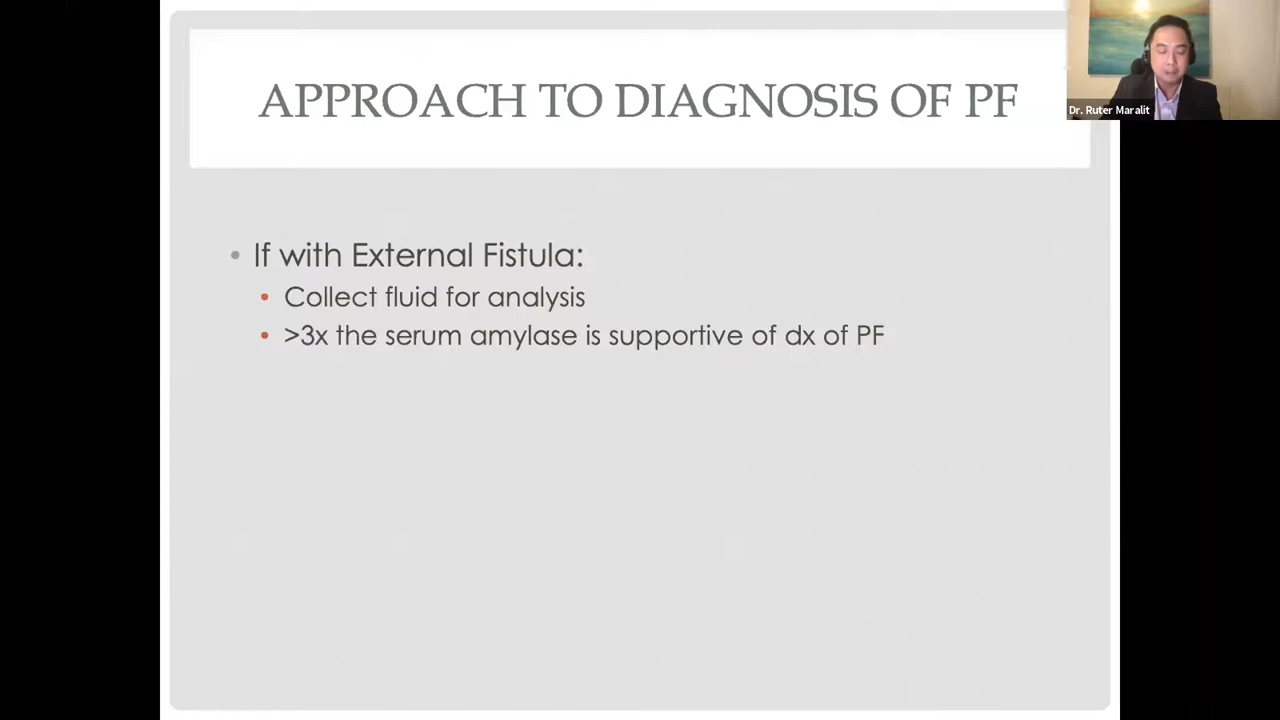 APPROACH TO DIAGNOSIS OF PF
Dr. Ruter Maralit
• If with External Fistula:
• Collect fluid for analysis
• >3x the serum amylase is supportive of dx of PF